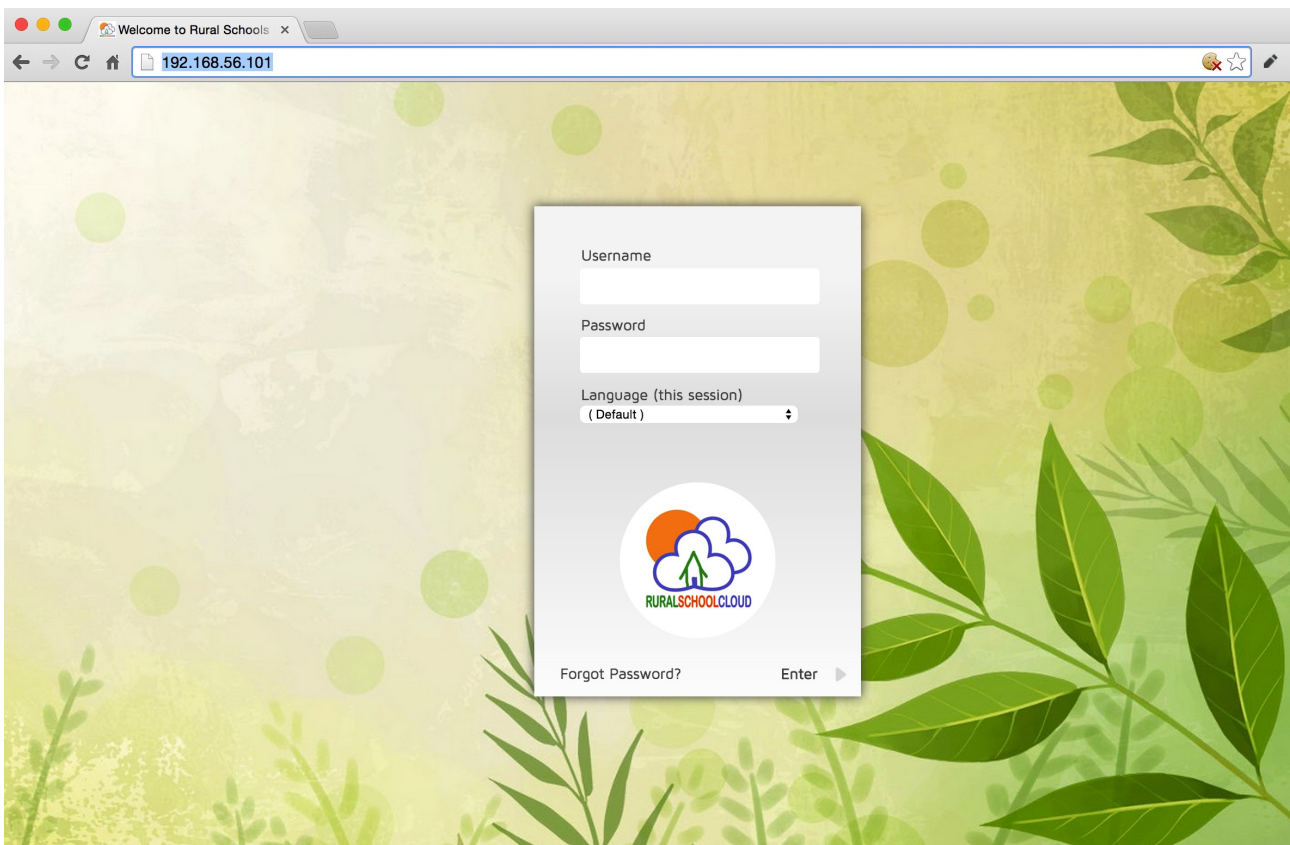 Welcome to Rural Schools
192.168.56.101
Username
Password
Language (this session)
( Default )
RURALSCHOOLCLOUD
Forgot Password? Enter